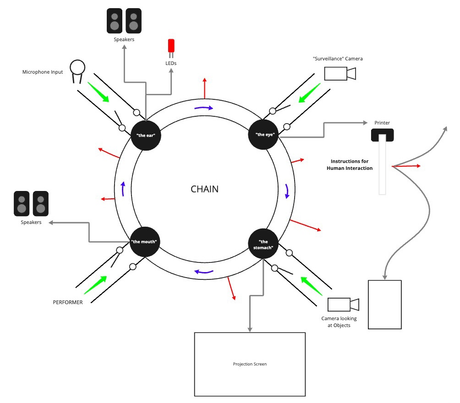 Speakers
LEDs
Microphone Input
"Surveillance" Camera
Printer
"the ear"
"the eye"
Instructions for
Human Interaction
CHAIN
Speakers
"the mouth"
"the
stomach"
PERFORMER
Camera looking
at Objects
Projection Screen